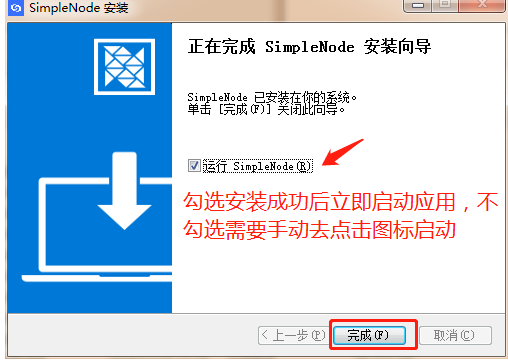 SimpleNode 安装
正在完成 SimpleNode 安装向导
SimpleNode 已安装在你的系统。
单击 [完成(F)] 关闭此向导。
运行 SimpleNode(R)
勾选安装成功后立即启动应用，不
勾选需要手动去点击图标启动
< 上一步(P)
完成(F)
取消(C)